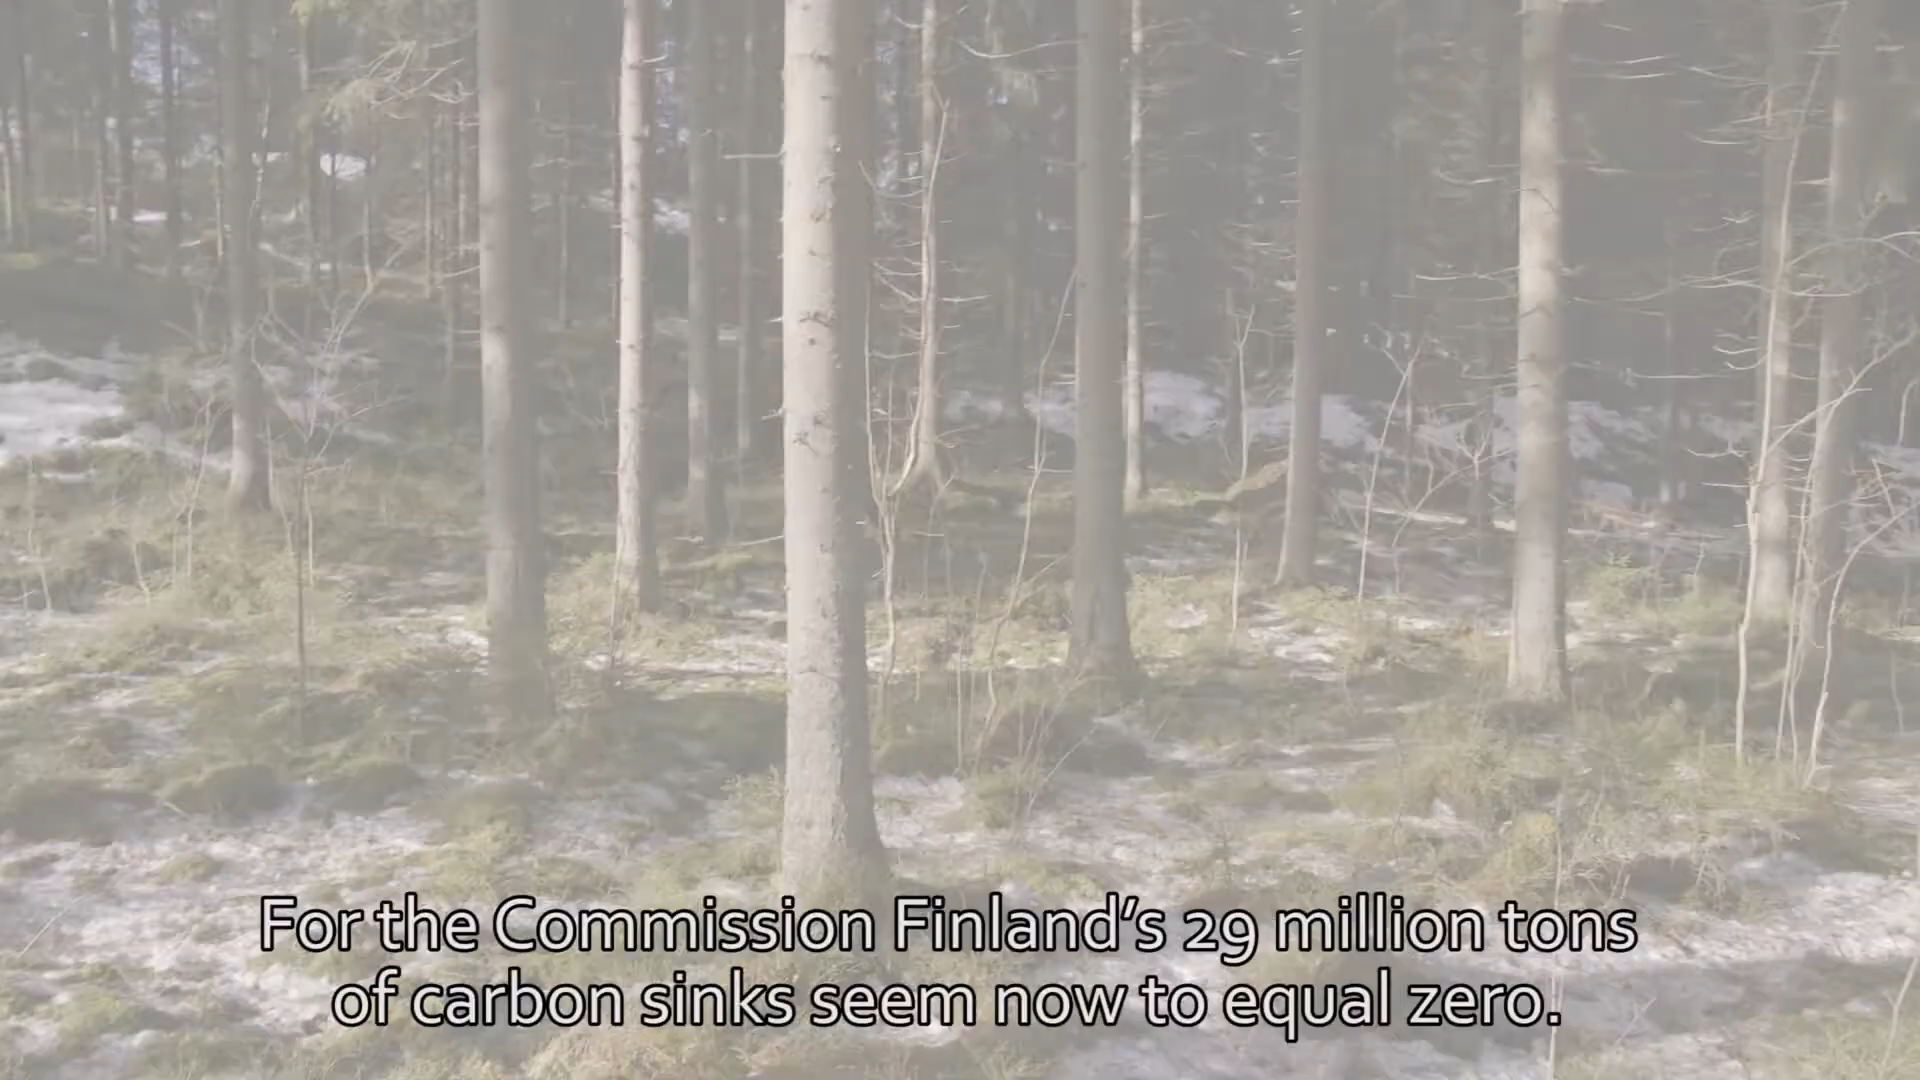 For the Commission Finland's 29 million tons
of carbon sinks seem now to equal zero.